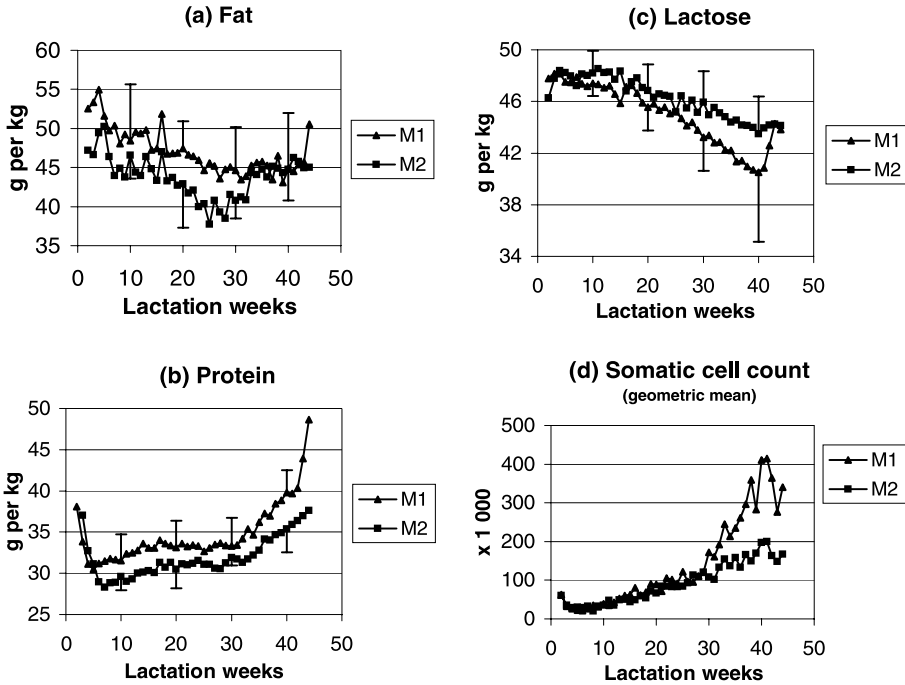 (a) Fat
60
55
50
45
40
35
g per kg
0 10 20 30 40 50
Lactation weeks
M1
M2
(c) Lactose
50
46
42
38
34
g per kg
0 10 20 30 40 50
Lactation weeks
M1
M2
(b) Protein
50
45
40
35
30
25
g per kg
0 10 20 30 40 50
Lactation weeks
M1
M2
(d) Somatic cell count
(geometric mean)
500
400
300
200
100
0
x 1 000
0 10 20 30 40 50
Lactation weeks
M1
M2